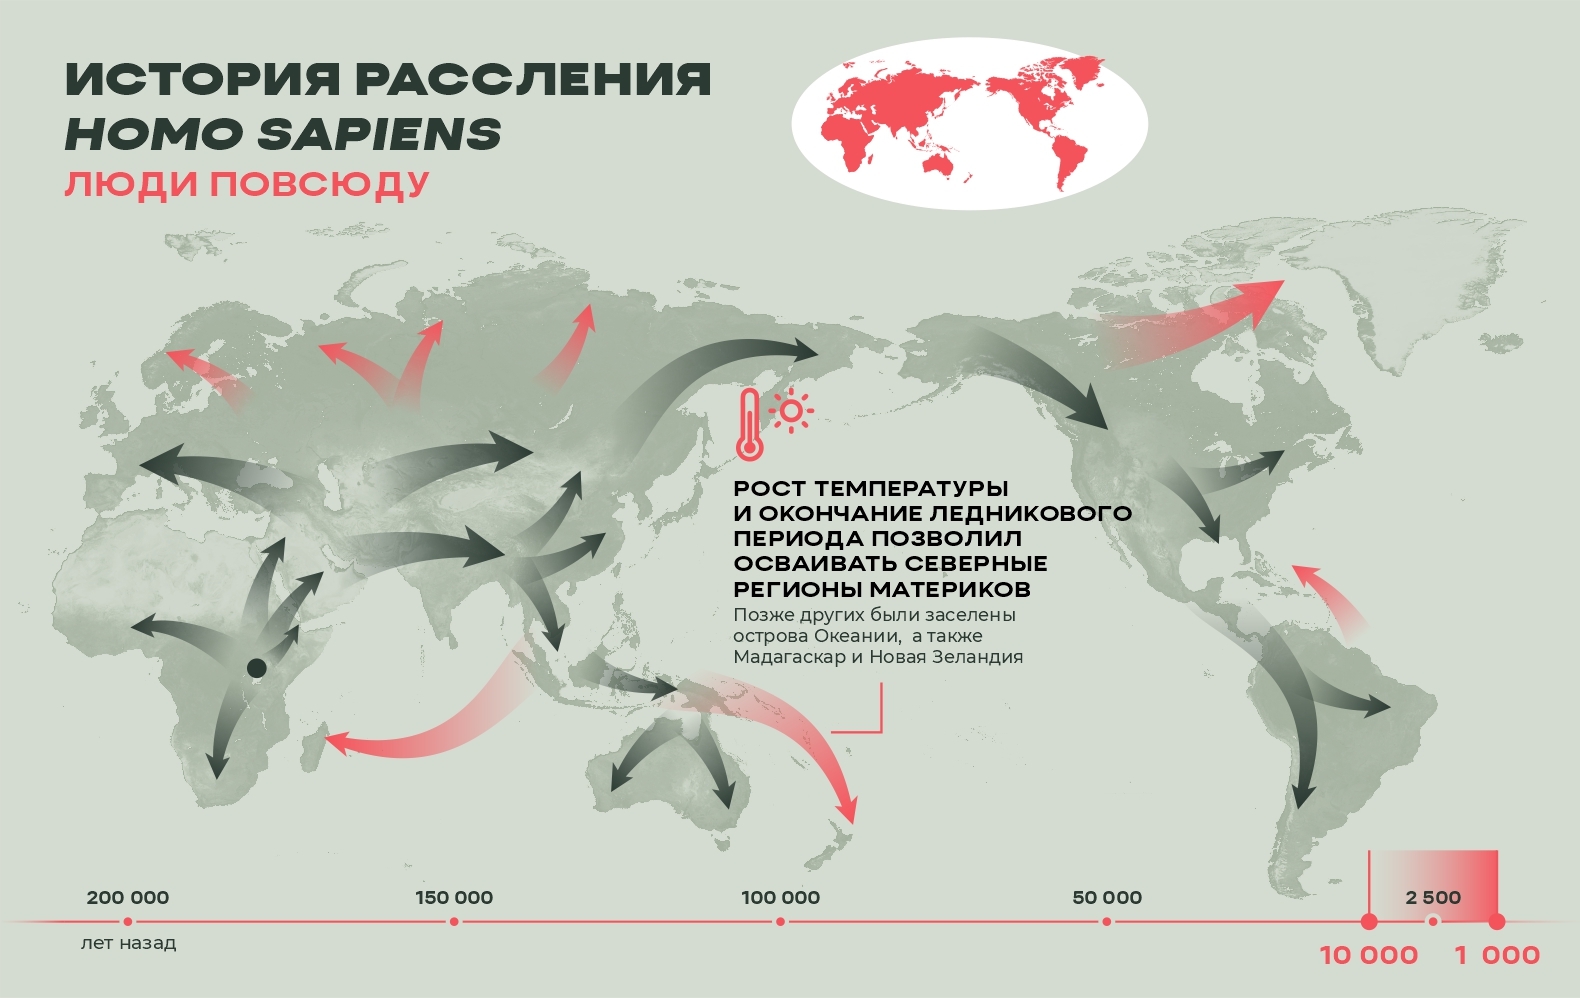 ИСТОРИЯ РАССЛЕНИЯ
HOMO SAPIENS
ЛЮДИ ПОВСЮДУ
РОСТ ТЕМПЕРАТУРЫ
И ОКОНЧАНИЕ ЛЕДНИКОВОГО
ПЕРИОДА ПОЗВОЛИЛ
ОСВАИВАТЬ СЕВЕРНЫЕ
РЕГИОНЫ МАТЕРИКОВ
Позже других были заселены
острова Океании, а также
Мадагаскар и Новая Зеландия
200 000
150 000
100 000
50 000
2 500
лет назад
10 000
1 000